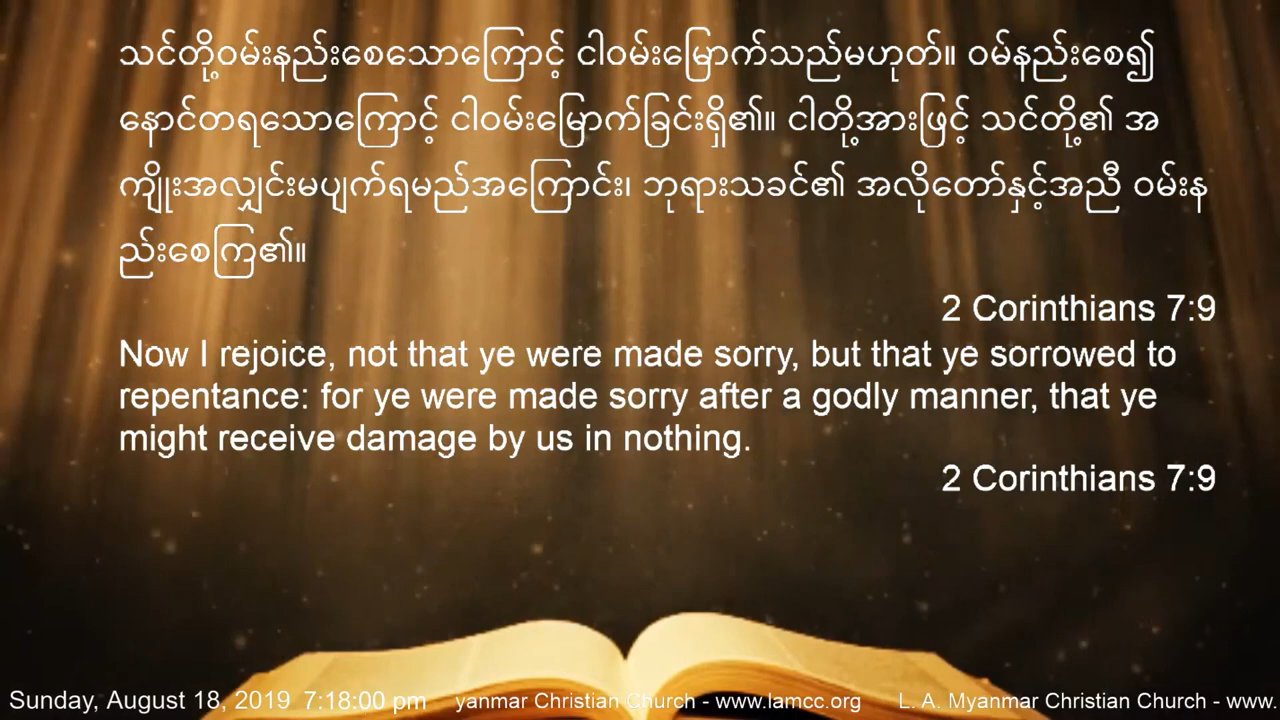 သင်တို့ဝမ်းနည်းစေသောကြောင့် ငါဝမ်းမြောက်သည်မဟုတ်။ ဝမ်နည်းစေ၍
နောင်တရသောကြောင့် ငါဝမ်းမြောက်ခြင်းရှိ၏။ ငါတို့အားဖြင့် သင်တို့၏ အ
ကျိုးအလျှင်းမပျက်ရမည်အကြောင်း၊ ဘုရားသခင်၏ အလိုတော်နှင့်အညီ ဝမ်းန
ည်းစေကြ၏။
2 Corinthians 7:9
Now I rejoice, not that ye were made sorry, but that ye sorrowed to
repentance: for ye were made sorry after a godly manner, that ye
might receive damage by us in nothing.
2 Corinthians 7:9
Sunday, August 18, 2019 7:18:00 pm yanmar Christian Church - www.lamcc.org L. A. Myanmar Christian Church - www.